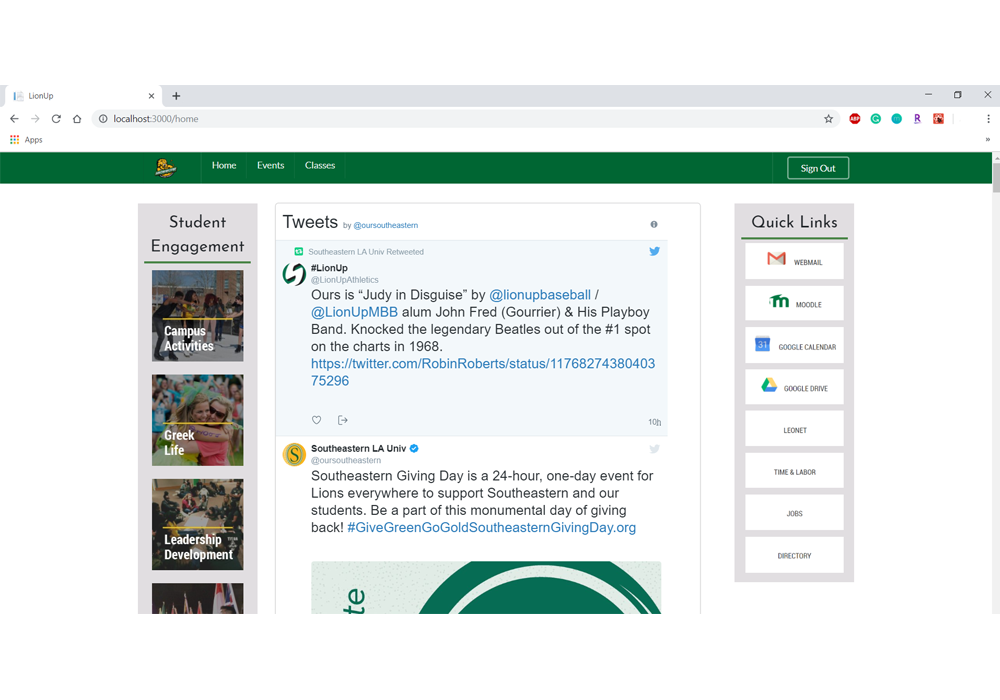 LionUp
localhost:3000/home
ABP
R
Apps
Home
Events
Classes
Sign Out
Student
Engagement
Campus
Activities
Greek
Life
Leadership
Development
Tweets by @oursoutheastern
Southeastern LA Univ Retweeted
#LionUp
@LionUpAthletics
Ours is “Judy in Disguise” by @lionupbaseball /
@LionUpMBB alum John Fred (Gourrier) & His Playboy
Band. Knocked the legendary Beatles out of the #1 spot
on the charts in 1968.
https://twitter.com/RobinRoberts/status/11768274380403
75296
10h
Southeastern LA Univ
@oursoutheastern
Southeastern Giving Day is a 24-hour, one-day event for
Lions everywhere to support Southeastern and our
students. Be a part of this monumental day of giving
back! #GiveGreenGoGoldSoutheasternGivingDay.org
te
Quick Links
WEBMAIL
MOODLE
31 GOOGLE CALENDAR
GOOGLE DRIVE
LEONET
TIME & LABOR
JOBS
DIRECTORY